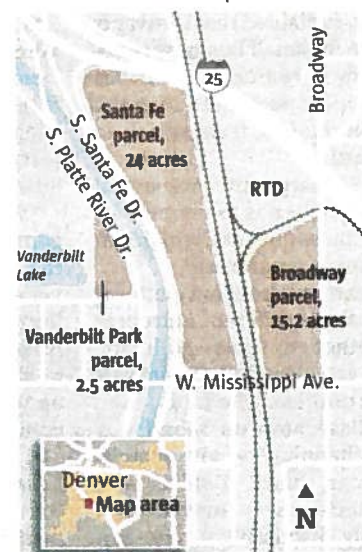 25
Broadway
Santa Fe
parcel,
24 acres
S. Santa Fe Dr.
S. Platte River Dr.
RTD
Vanderbilt
Lake
Broadway
parcel,
15.2 acres
Vanderbilt Park
parcel,
2.5 acres
W. Mississippi Ave.
Denver
Map area
N